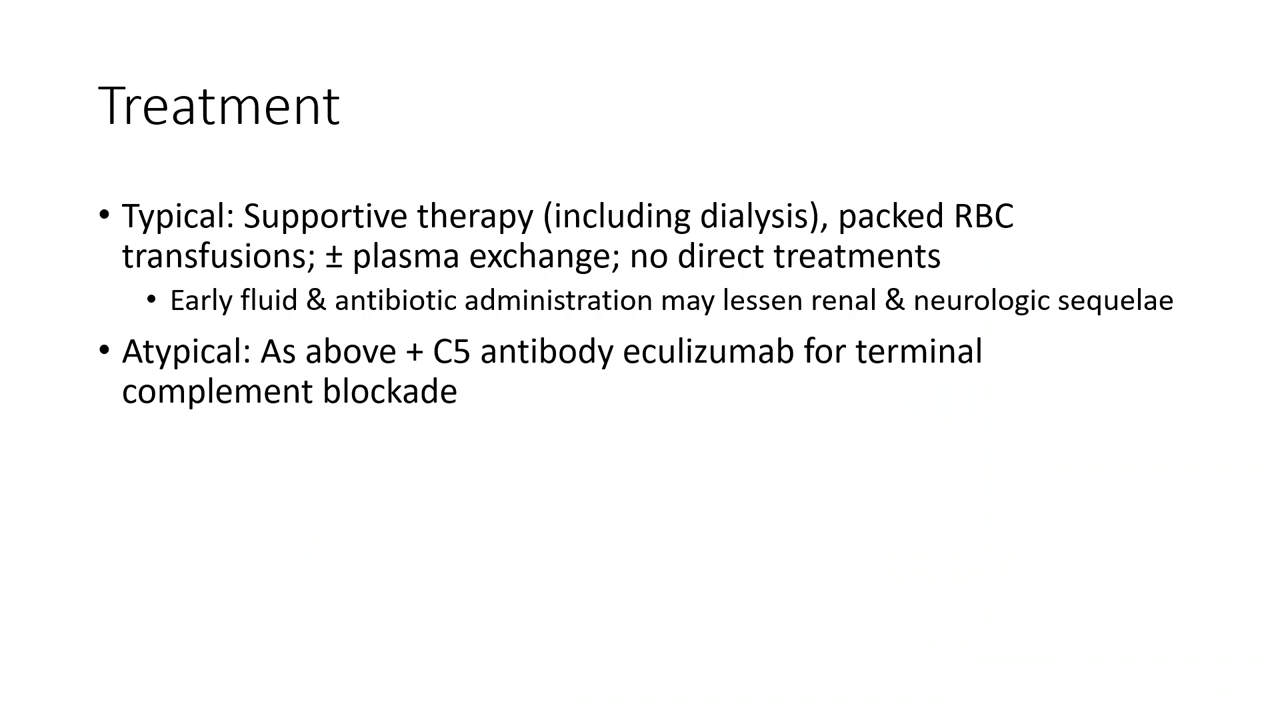 Treatment
• Typical: Supportive therapy (including dialysis), packed RBC
transfusions; ± plasma exchange; no direct treatments
• Early fluid & antibiotic administration may lessen renal & neurologic sequelae
• Atypical: As above + C5 antibody eculizumab for terminal
complement blockade